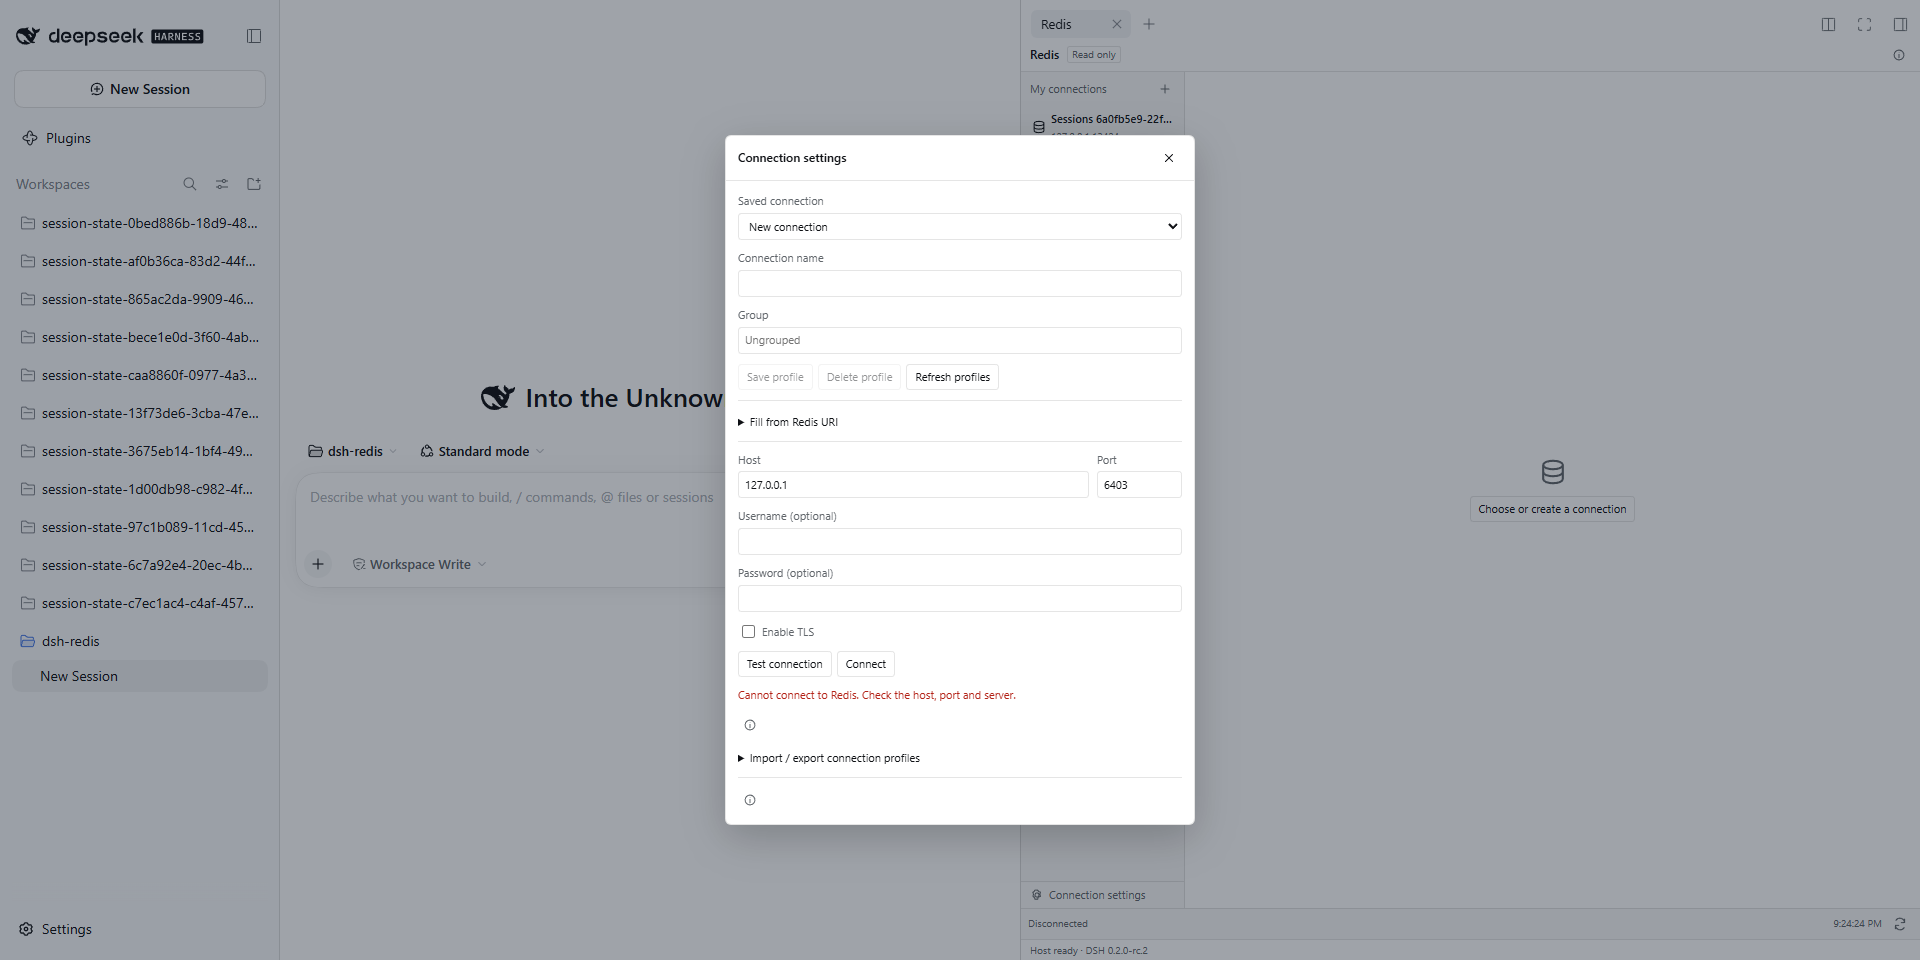 deepseek HARNESS
New Session
Plugins
Workspaces
session-state-0bed886b-18d9-48...
session-state-af0b36ca-83d2-44f...
session-state-865ac2da-9909-46...
session-state-bece1e0d-3f60-4ab...
session-state-caa8860f-0977-4a3...
session-state-13f73de6-3cba-47e...
session-state-3675eb14-1bf4-49...
session-state-1d00db98-c982-4f...
session-state-97c1b089-11cd-45...
session-state-6c7a92e4-20ec-4b...
session-state-c7ec1ac4-c4af-457...
dsh-redis
New Session
Settings
Into the Unknow
dsh-redis
Standard mode
Describe what you want to build, / commands, @ files or sessions
Workspace Write
Redis
Redis Read only
My connections
Sessions 6a0fb5e9-22f...
Connection settings
Saved connection
New connection
Connection name
Group
Ungrouped
Save profile
Delete profile
Refresh profiles
Fill from Redis URI
Host
Port
127.0.0.1
6403
Username (optional)
Password (optional)
Enable TLS
Test connection
Connect
Cannot connect to Redis. Check the host, port and server.
Import / export connection profiles
Choose or create a connection
Connection settings
Disconnected
9:24:24 PM
Host ready · DSH 0.2.0-rc.2